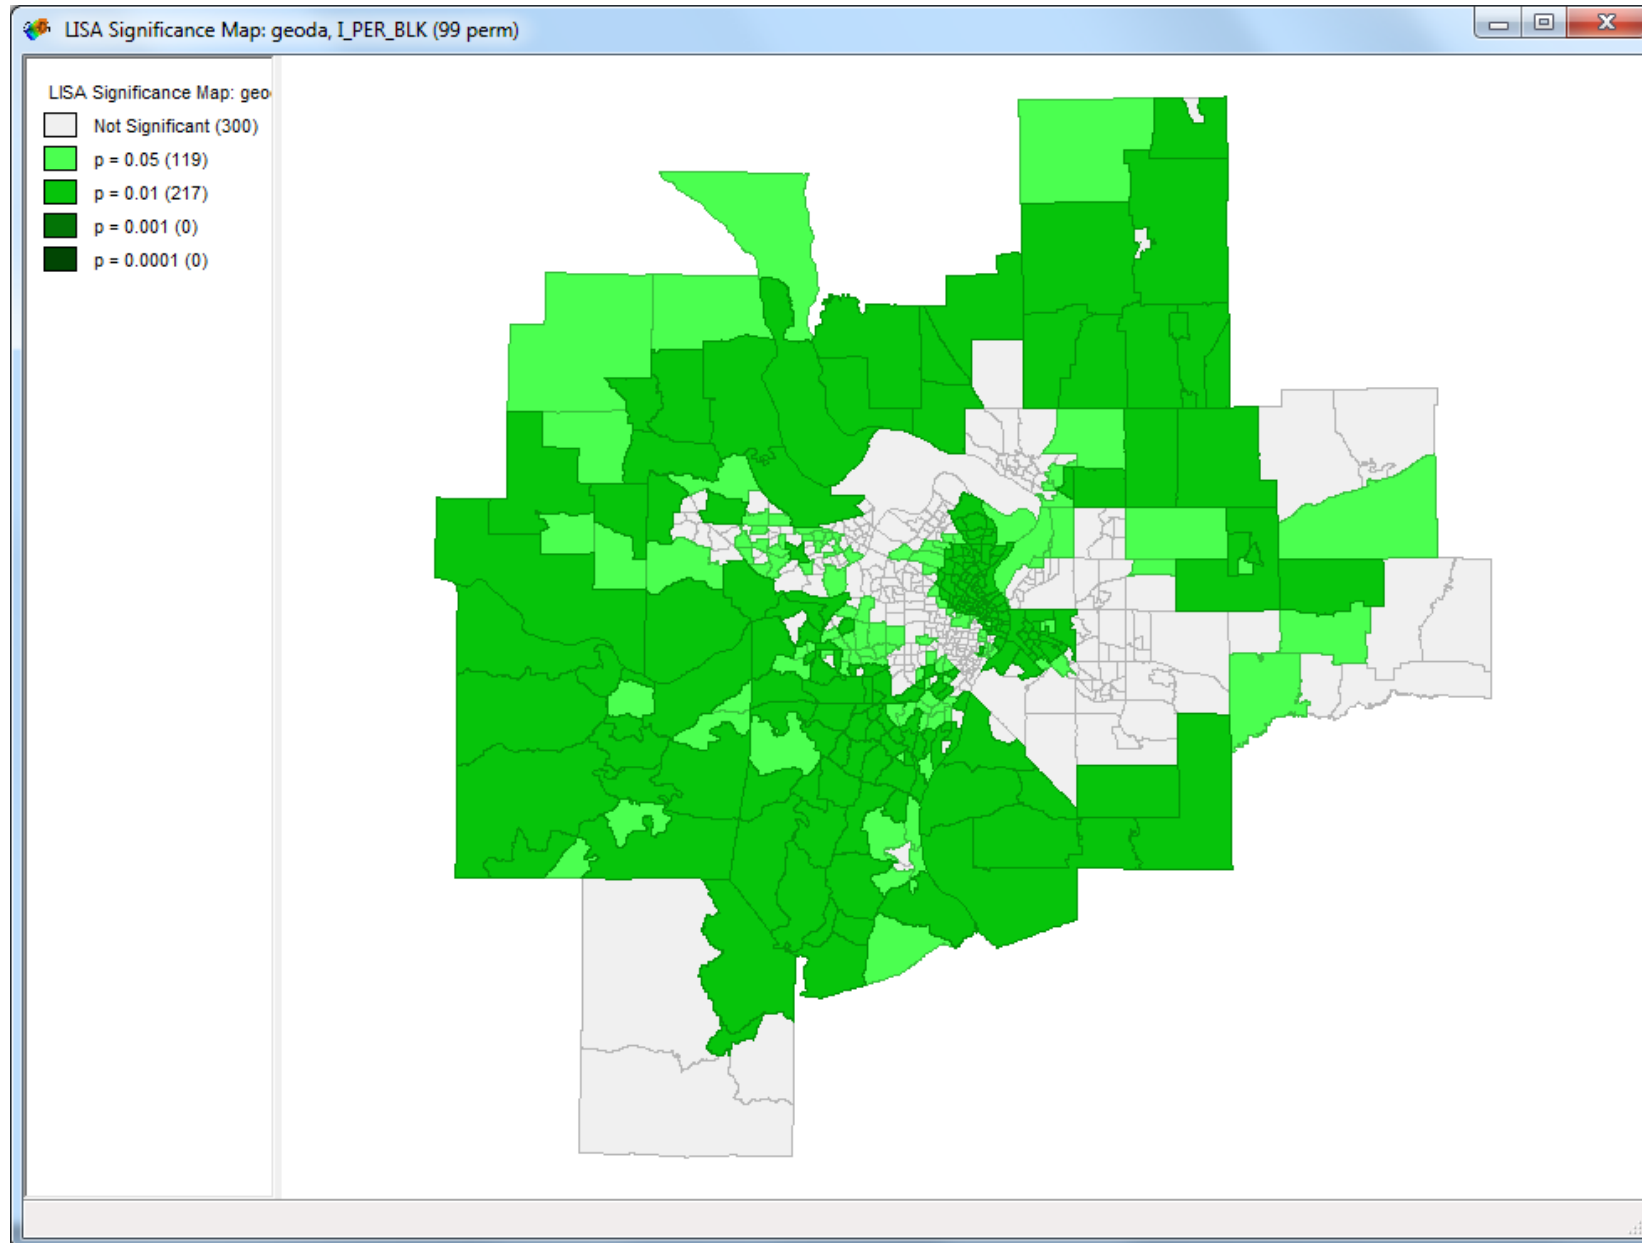 LISA Significance Map: geoda, I_PER_BLK (99 perm)
LISA Significance Map: geo
Not Significant (300)
p = 0.05 (119)
p = 0.01 (217)
p = 0.001 (0)
p = 0.0001 (0)